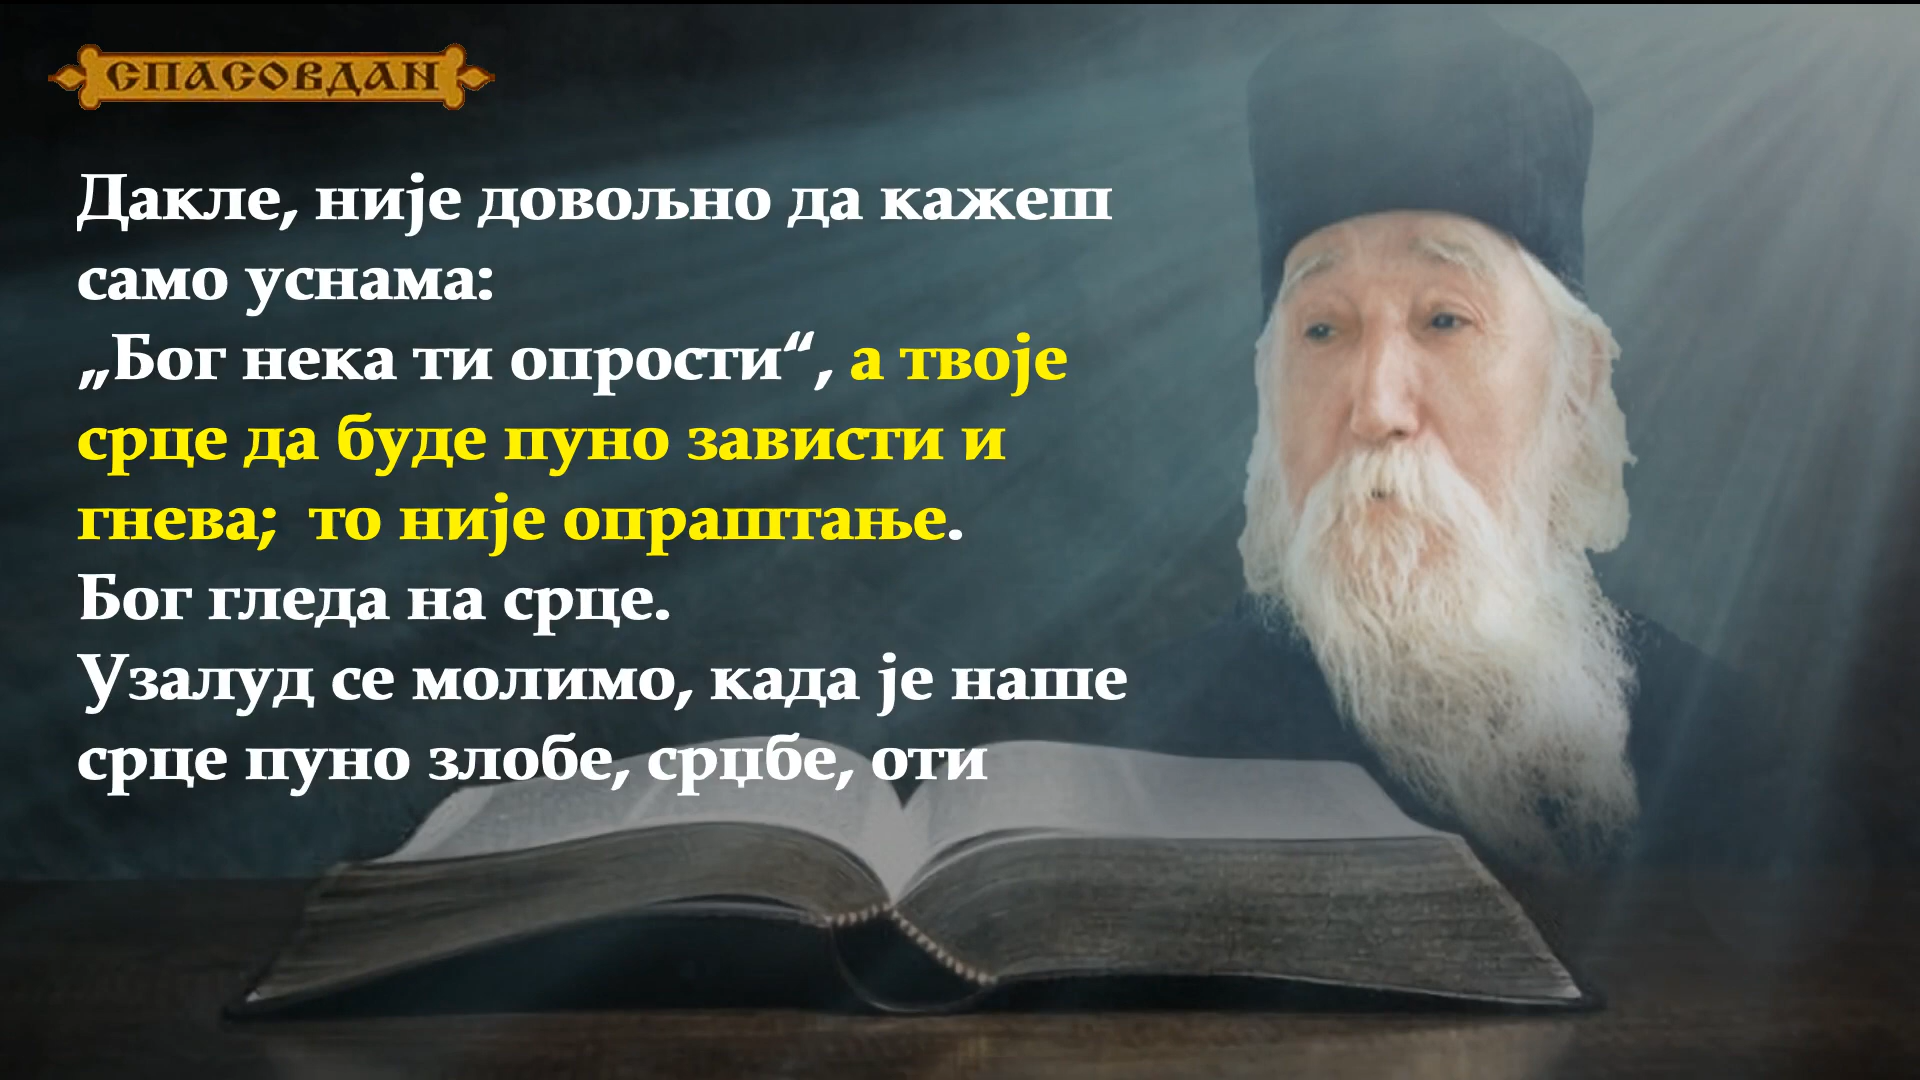 СПАСОВДАН
Дакле, није довољно да кажеш
само уснама:
„Бог нека ти опрости“, а твоје
срце да буде пуно зависти и
гнева;  то није опраштање.
Бог гледа на срце.
Узалуд се молимо, када је наше
срце пуно злобе, срџбе, оти